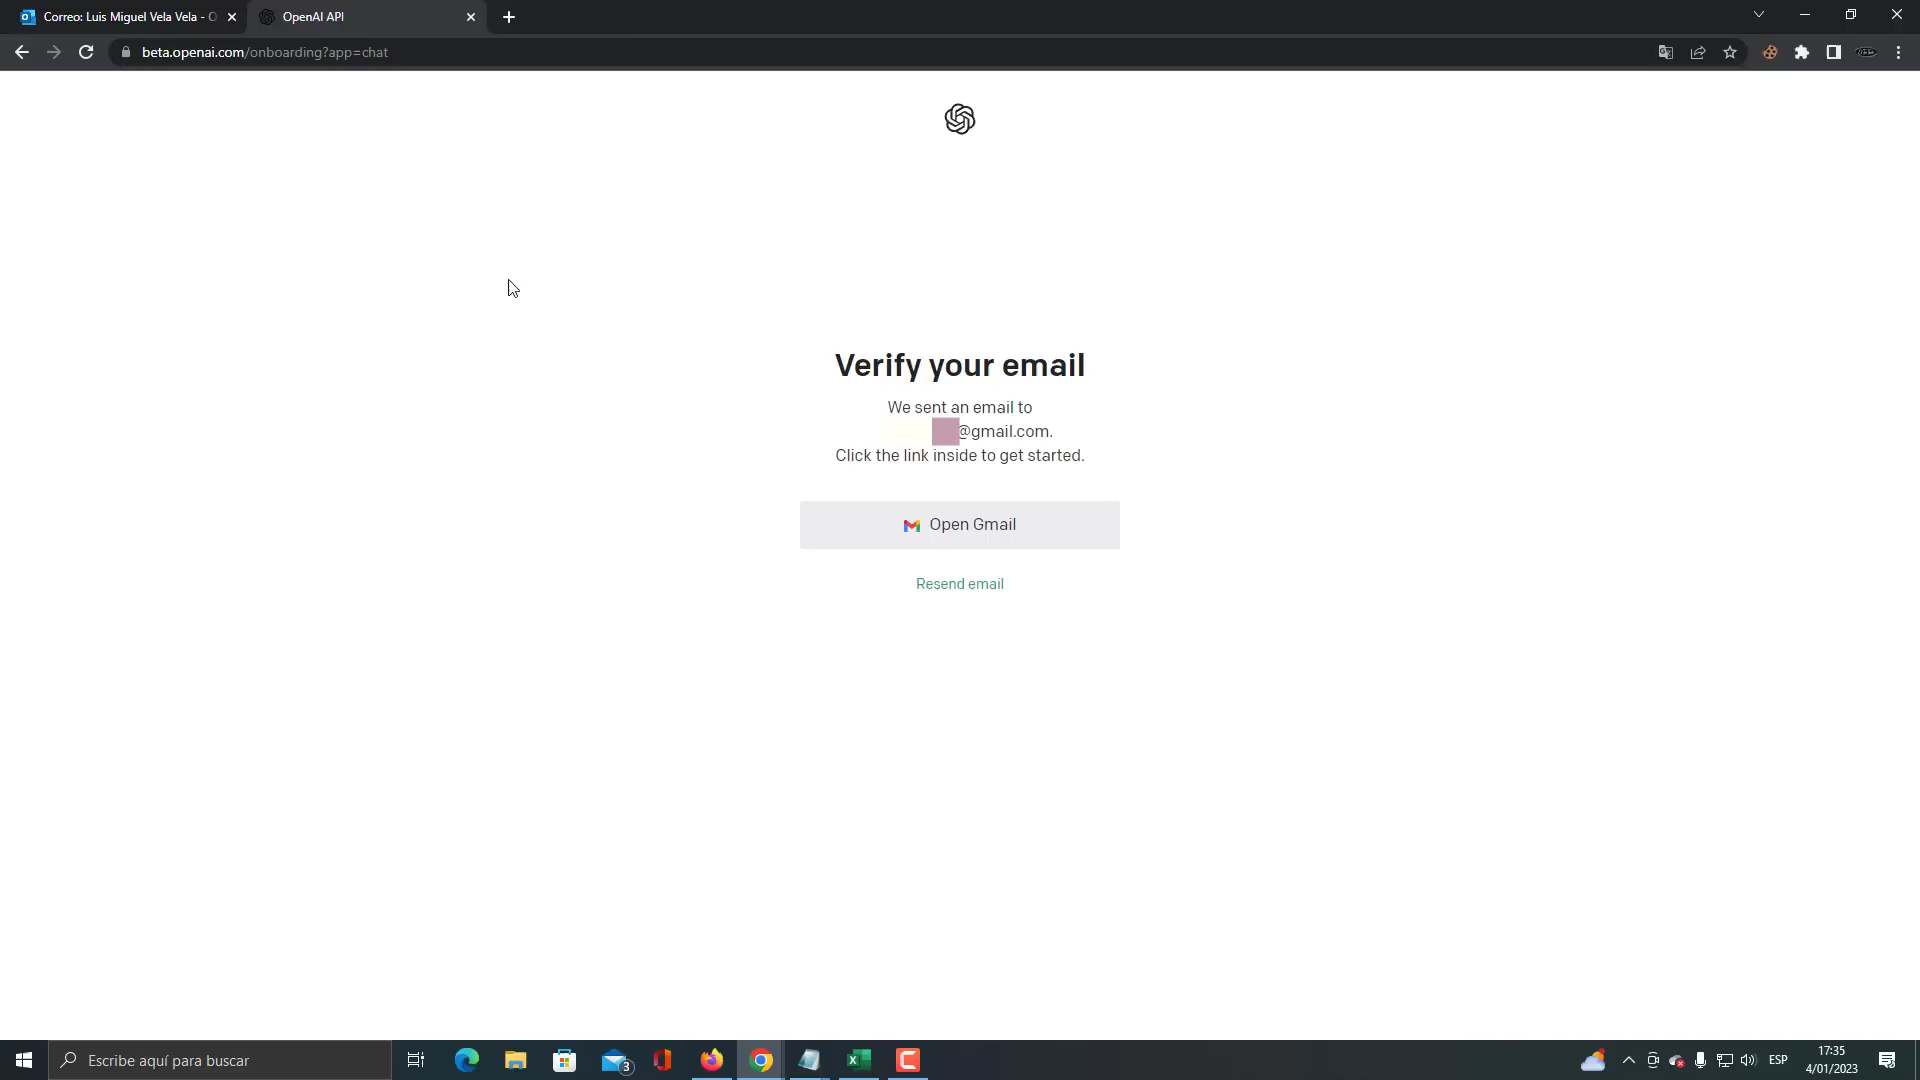 Correo: Luis Miguel Vela Vela - O
OpenAI API
beta.openai.com/onboarding?app=chat
Verify your email
We sent an email to
@gmail.com.
Click the link inside to get started.
Open Gmail
Resend email
Escribe aquí para buscar
3
ESP
17:35
4/01/2023